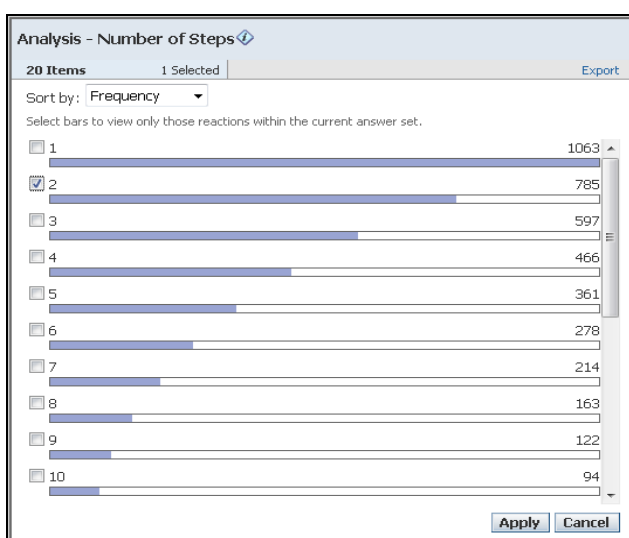 Analysis - Number of Steps
20 Items 1 Selected Export
Sort by: Frequency
Select bars to view only those reactions within the current answer set.
1 1063
2 785
3 597
4 466
5 361
6 278
7 214
8 163
9 122
10 94
Apply Cancel